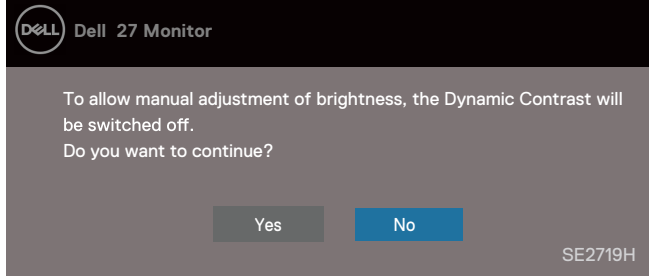 DELL Dell 27 Monitor
To allow manual adjustment of brightness, the Dynamic Contrast will
be switched off.
Do you want to continue?
Yes No
SE2719H